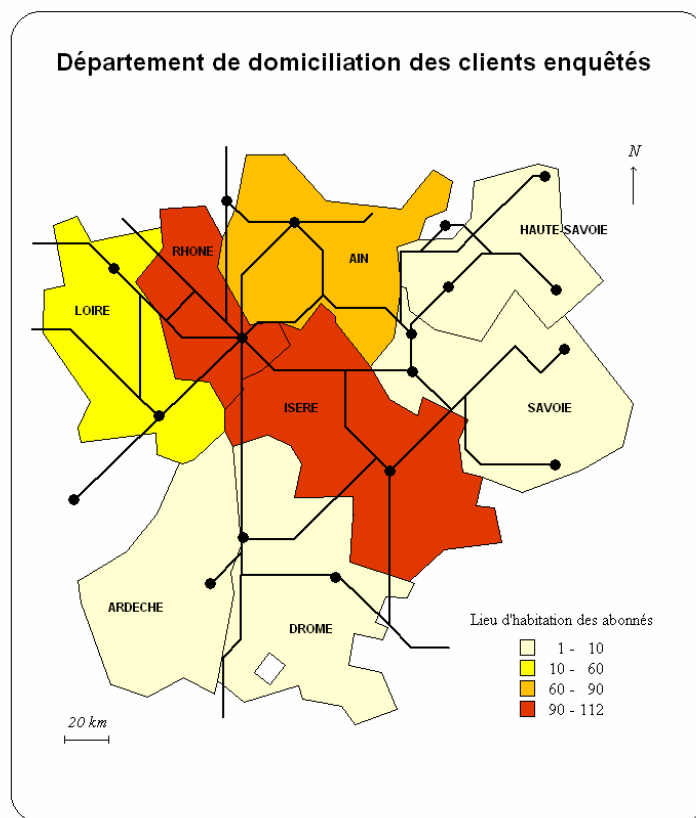 Département de domiciliation des clients enquêtés
N
HAUTE-SAVOIE
RHONE
AIN
LOIRE
ISERE
SAVOIE
ARDECHE
DROME
Lieu d'habitation des abonnés
1 - 10
10 - 60
60 - 90
90 - 112
20 km